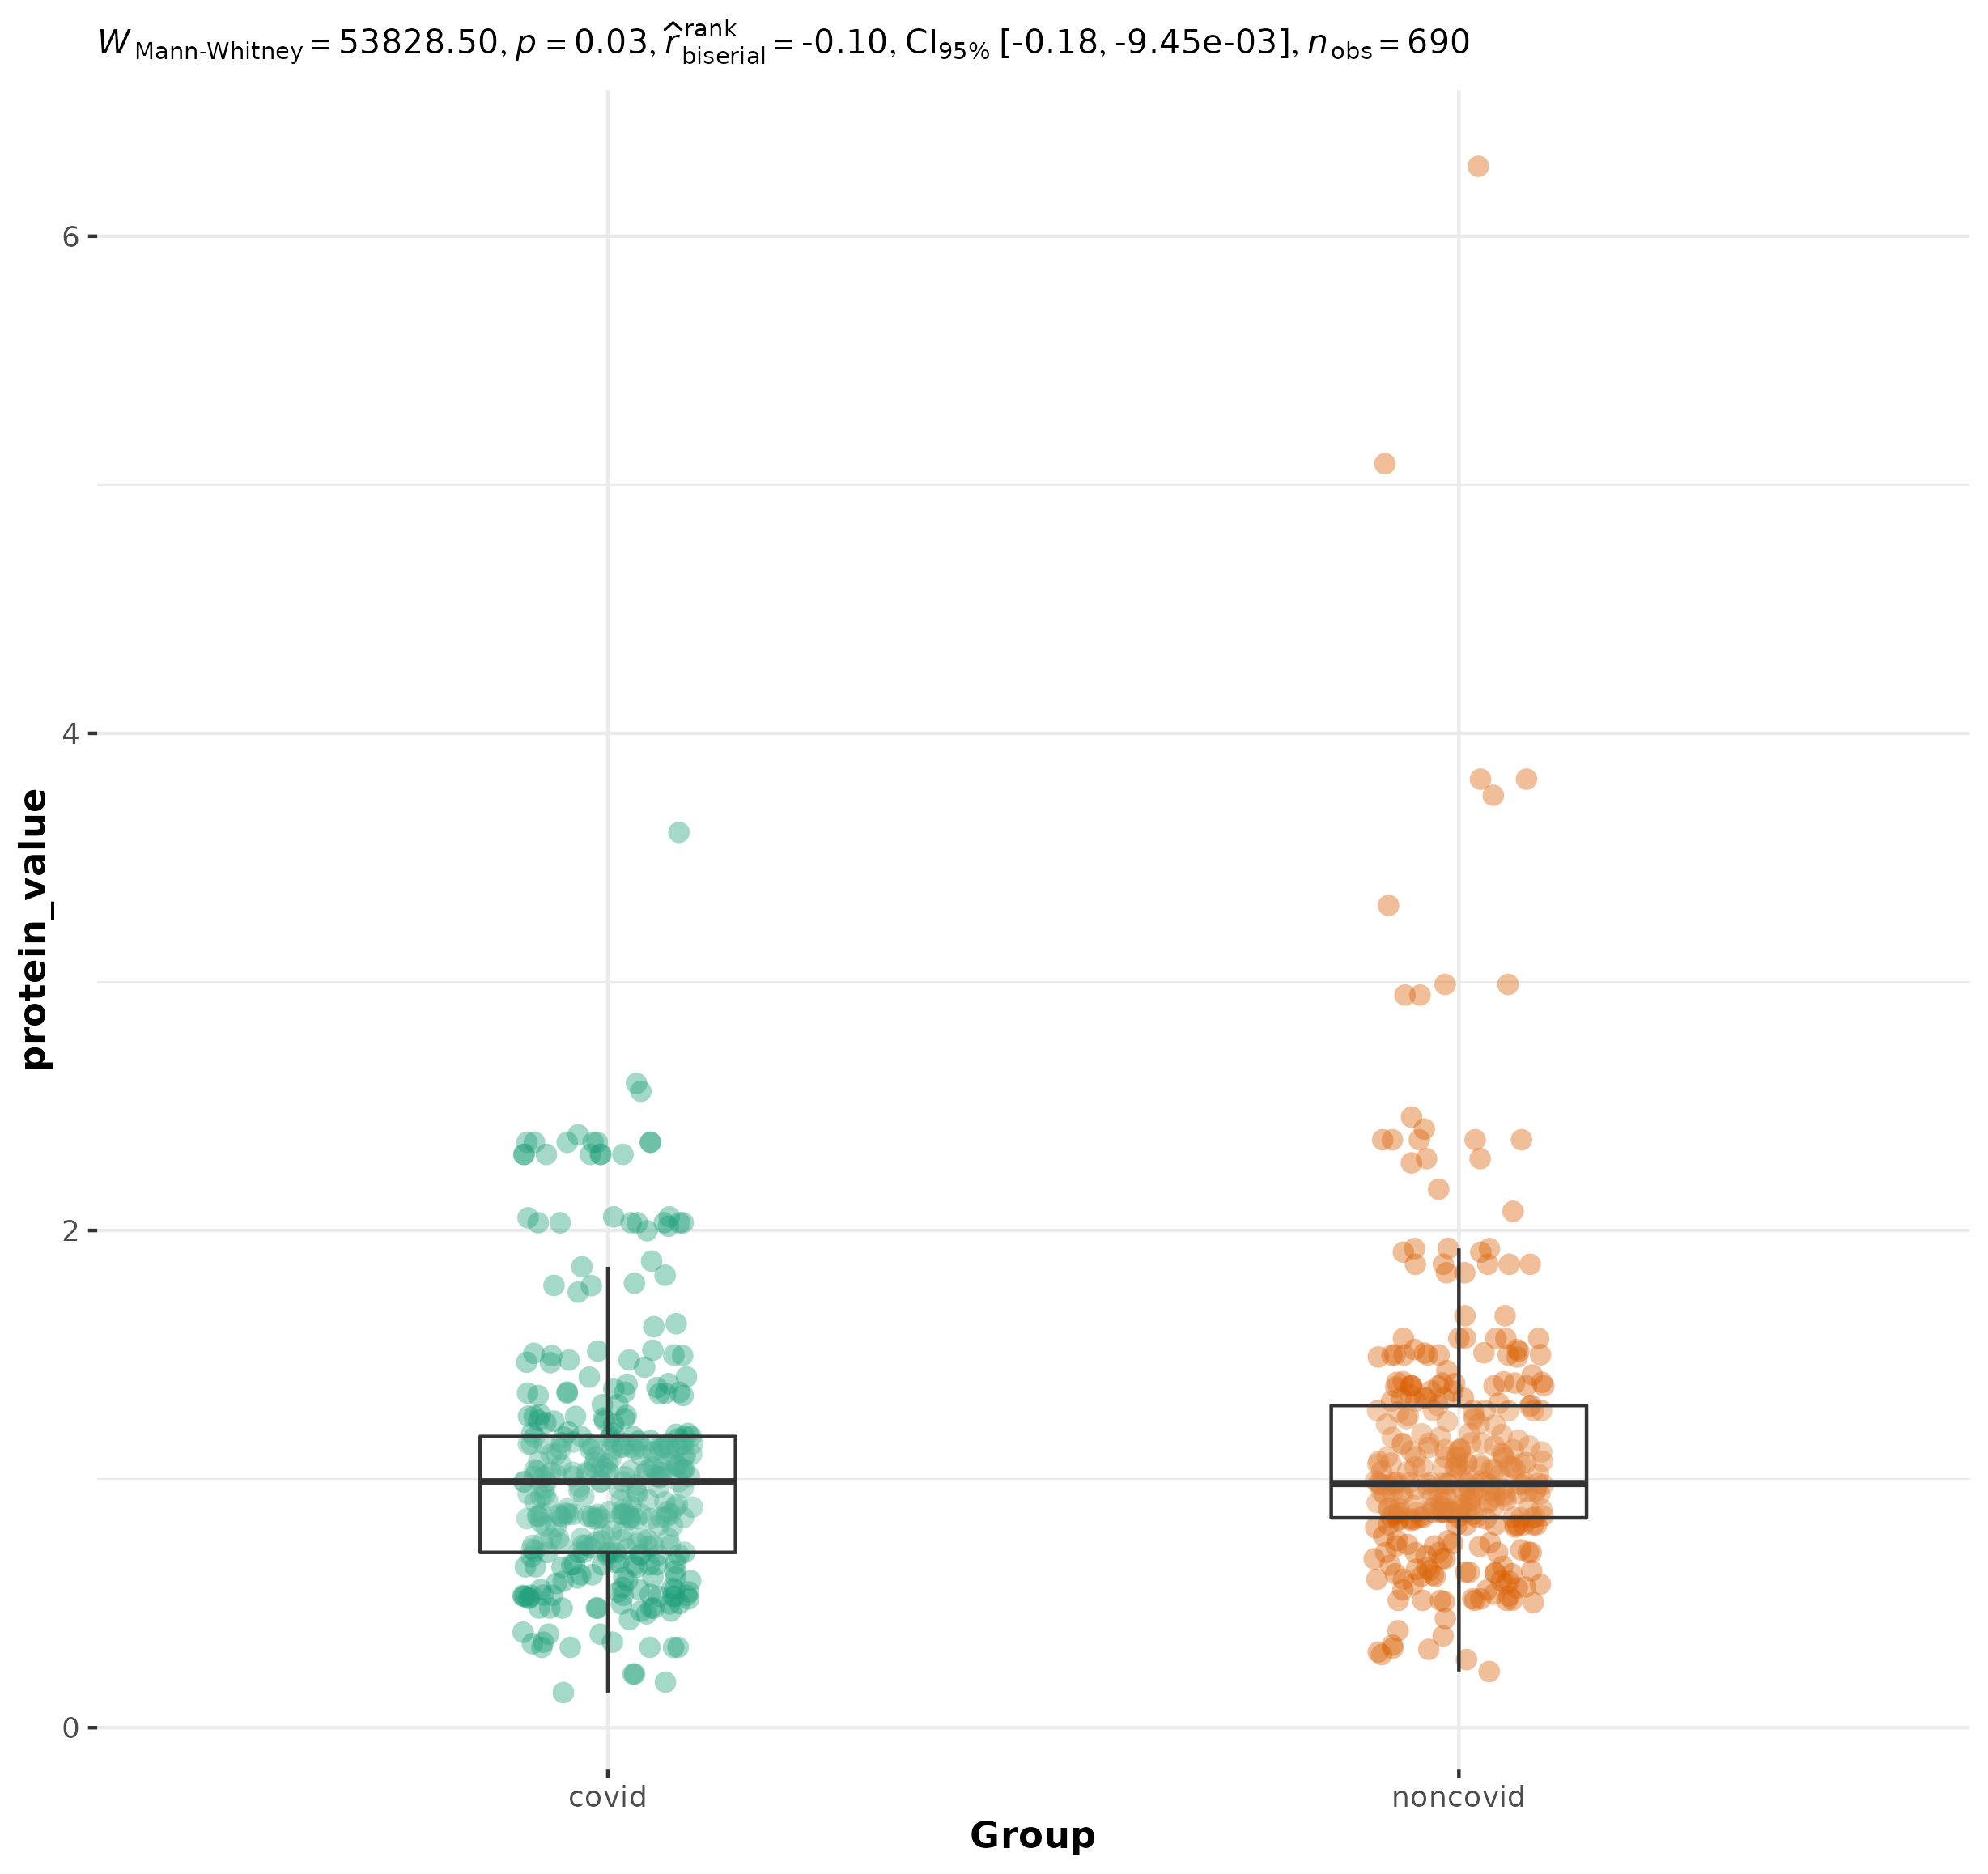 W Mann-Whitney = 53828.50, p = 0.03, r̂ rank biserial = -0.10, CI95% [-0.18, -9.45e-03], nobs = 690
6
4
2
0
protein_value
covid noncovid
Group